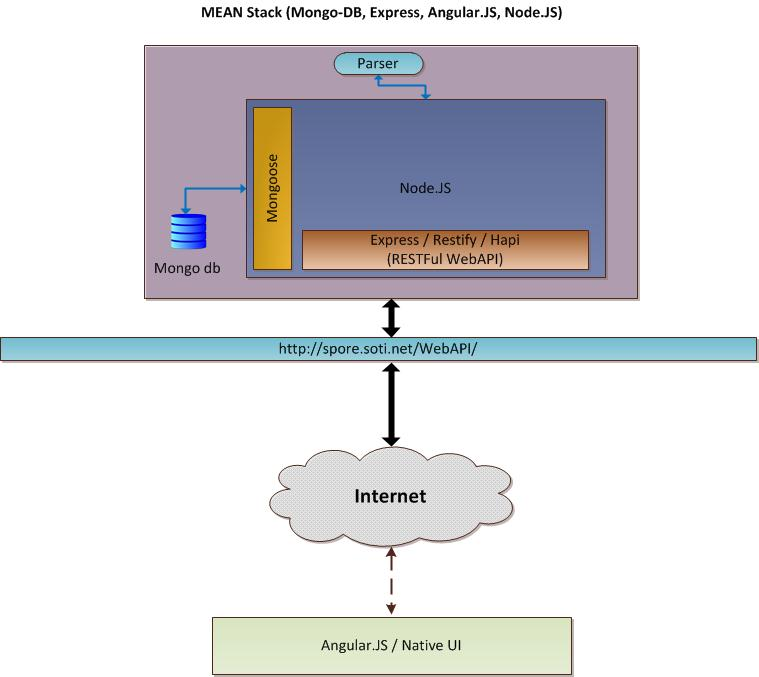 MEAN Stack (Mongo-DB, Express, Angular.JS, Node.JS)
Parser
Mongoose
Node.JS
Express / Restify / Hapi
(RESTFul WebAPI)
Mongo db
http://spore.soti.net/WebAPI/
Internet
Angular.JS / Native UI